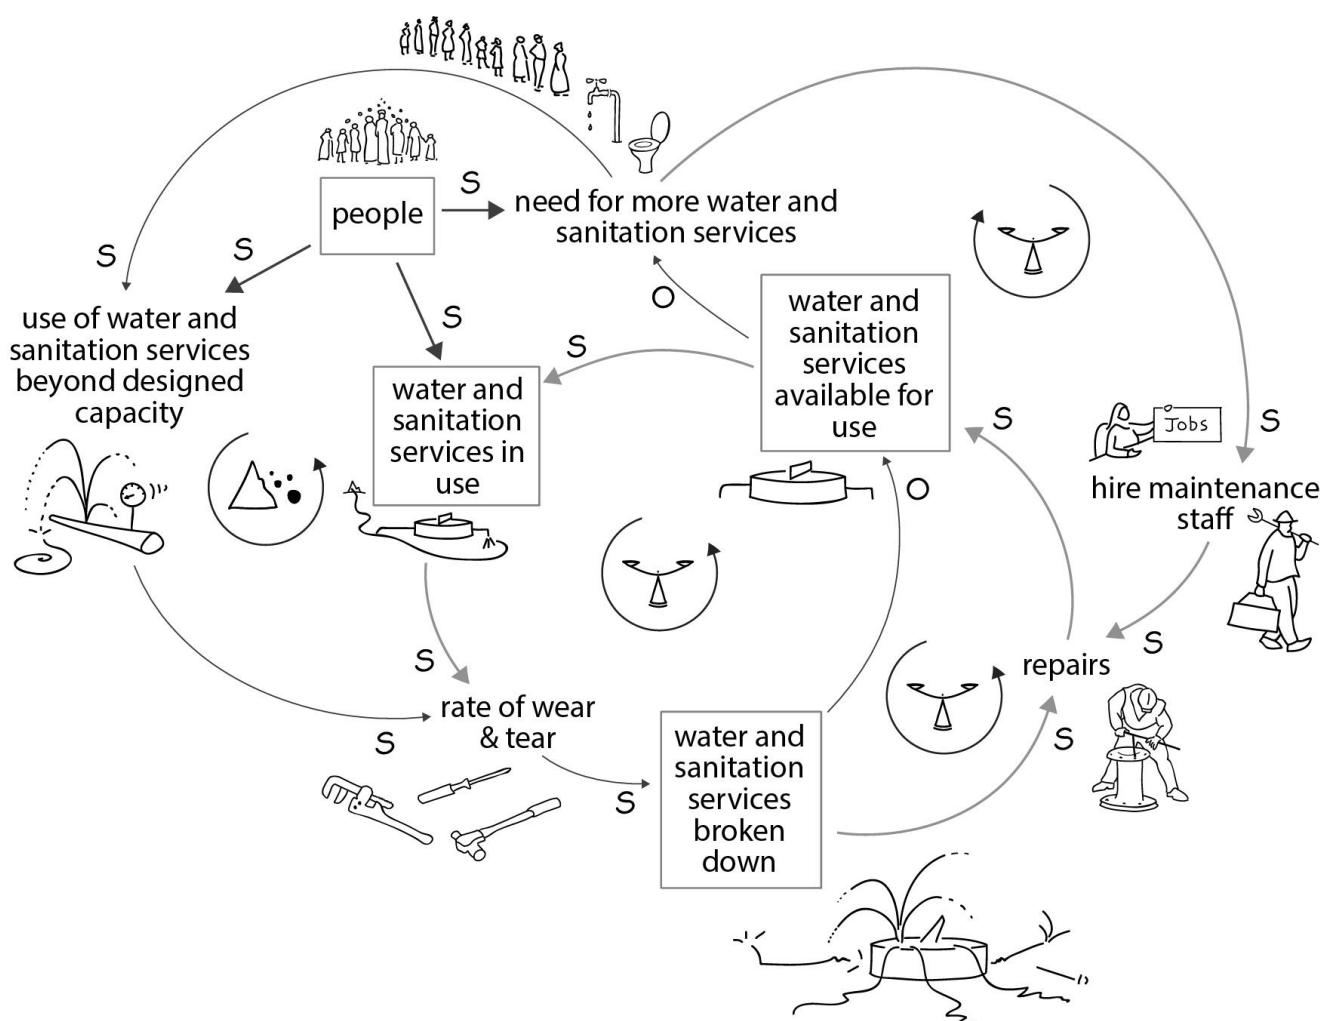 S
people
S
need for more water and
sanitation services
S
S
use of water and
sanitation services
beyond designed
capacity
S
O
water and
sanitation
services
available for
use
S
water and
sanitation
services in
use
S
Jobs
S
hire maintenance
staff
O
S
repairs
S
rate of wear
& tear
S
S
water and
sanitation
services
broken
down
S
S